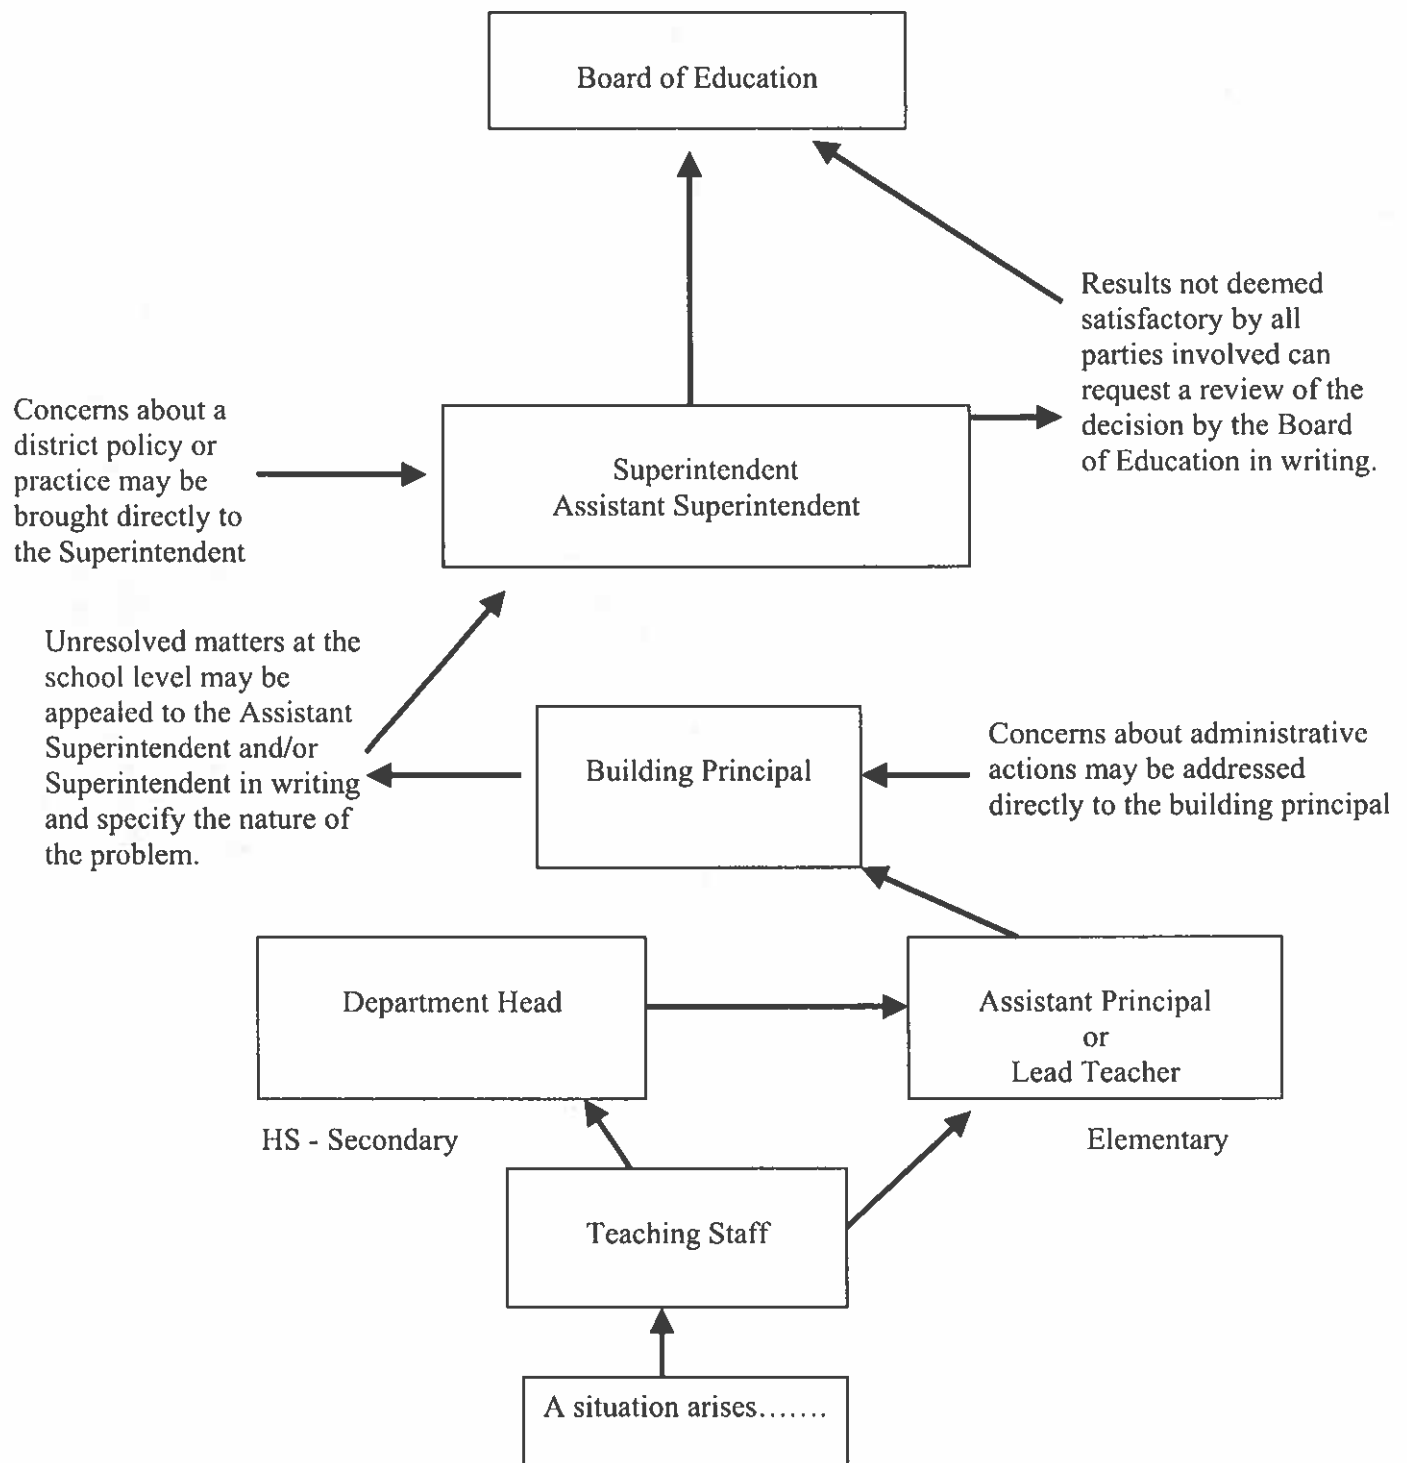 Board of Education
Results not deemed
satisfactory by all
parties involved can
request a review of the
decision by the Board
of Education in writing.
Concerns about a
district policy or
practice may be
brought directly to
the Superintendent
Superintendent
Assistant Superintendent
Unresolved matters at the
school level may be
appealed to the Assistant
Superintendent and/or
Superintendent in writing
and specify the nature of
the problem.
Building Principal
Concerns about administrative
actions may be addressed
directly to the building principal
Department Head
Assistant Principal
or
Lead Teacher
HS - Secondary
Elementary
Teaching Staff
A situation arises.......